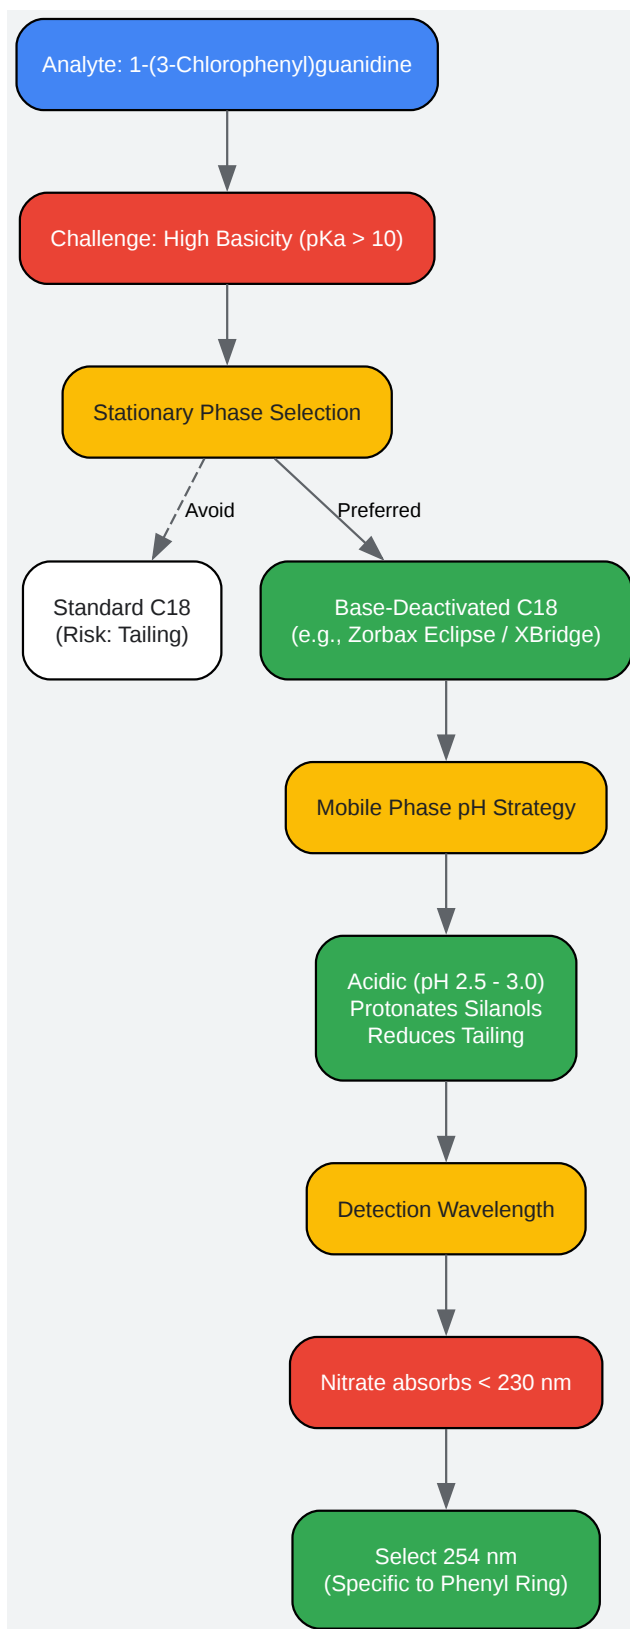 Analyte: 1-(3-Chlorophenyl)guanidine
Challenge: High Basicity (pKa > 10)
Stationary Phase Selection
Avoid
Preferred
Standard C18
(Risk: Tailing)
Base-Deactivated C18
(e.g., Zorbax Eclipse / XBridge)
Mobile Phase pH Strategy
Acidic (pH 2.5 - 3.0)
Protonates Silanols
Reduces Tailing
Detection Wavelength
Nitrate absorbs < 230 nm
Select 254 nm
(Specific to Phenyl Ring)